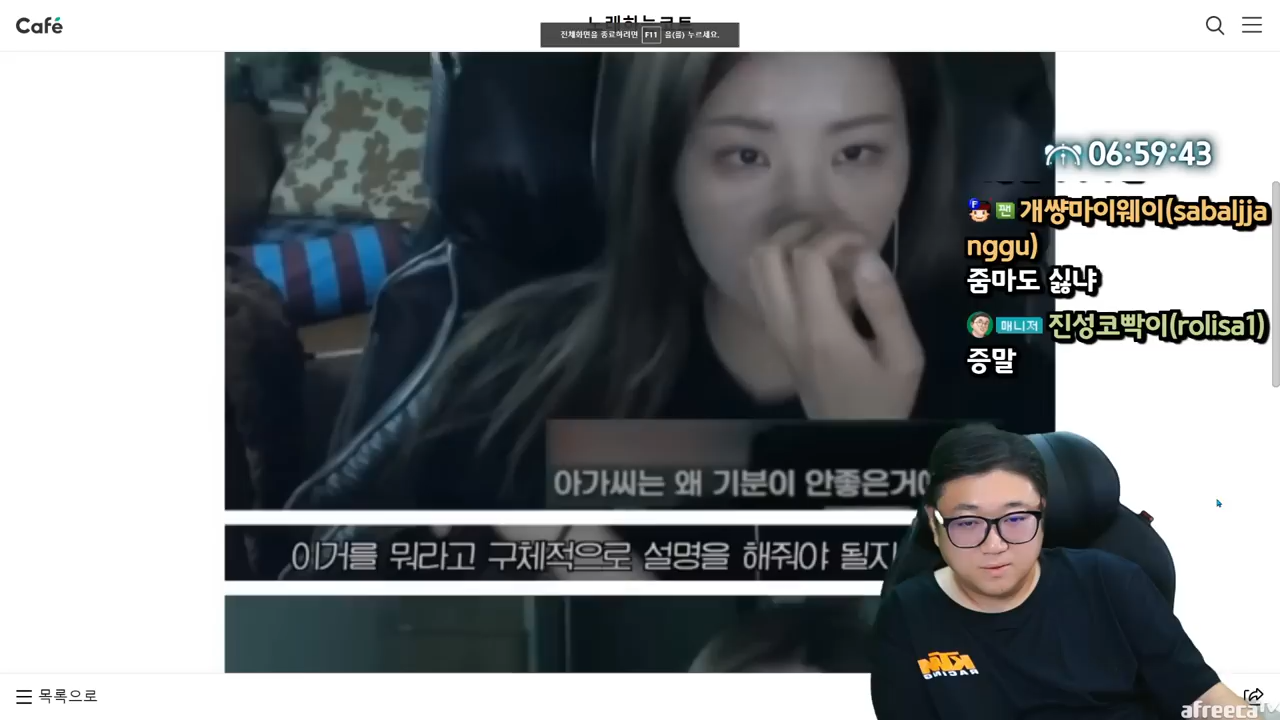 Café
전체화면을 종료하려면 F11 을(를) 누르세요.
06:59:43
F 팬 개썅마이웨이(sabaljja
nggu)
줌마도 싫냐
매니저 진성코빡이(rolisa1)
증말
아가씨는 왜 기분이 안좋은거
이거를 뭐라고 구체적으로 설명을 해줘야 될지
KTM
RACING
목록으로
afreecaTV